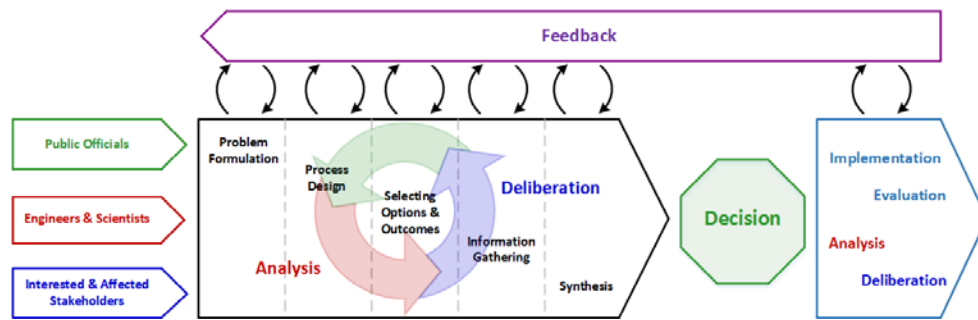 Feedback
Public Officials
Engineers & Scientists
Interested & Affected
Stakeholders
Problem
Formulation
Process
Design
Selecting
Options &
Outcomes
Deliberation
Analysis
Information
Gathering
Synthesis
Decision
Implementation
Evaluation
Analysis
Deliberation